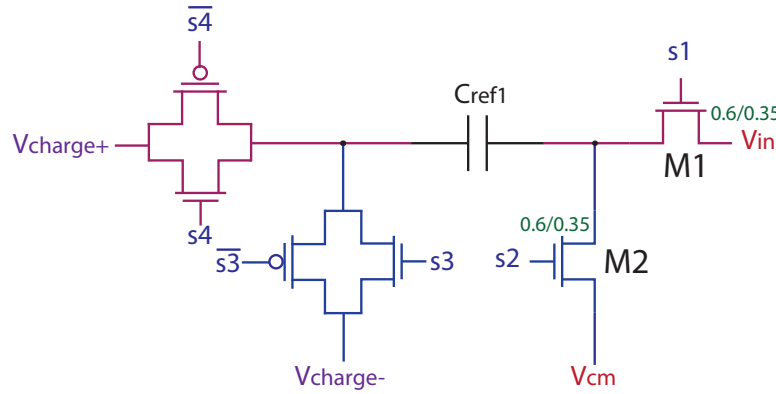 s4
s1
Cref1
0.6/0.35
Vcharge+
Vin
M1
s4
0.6/0.35
s3
s3
s2
M2
Vcharge-
Vcm